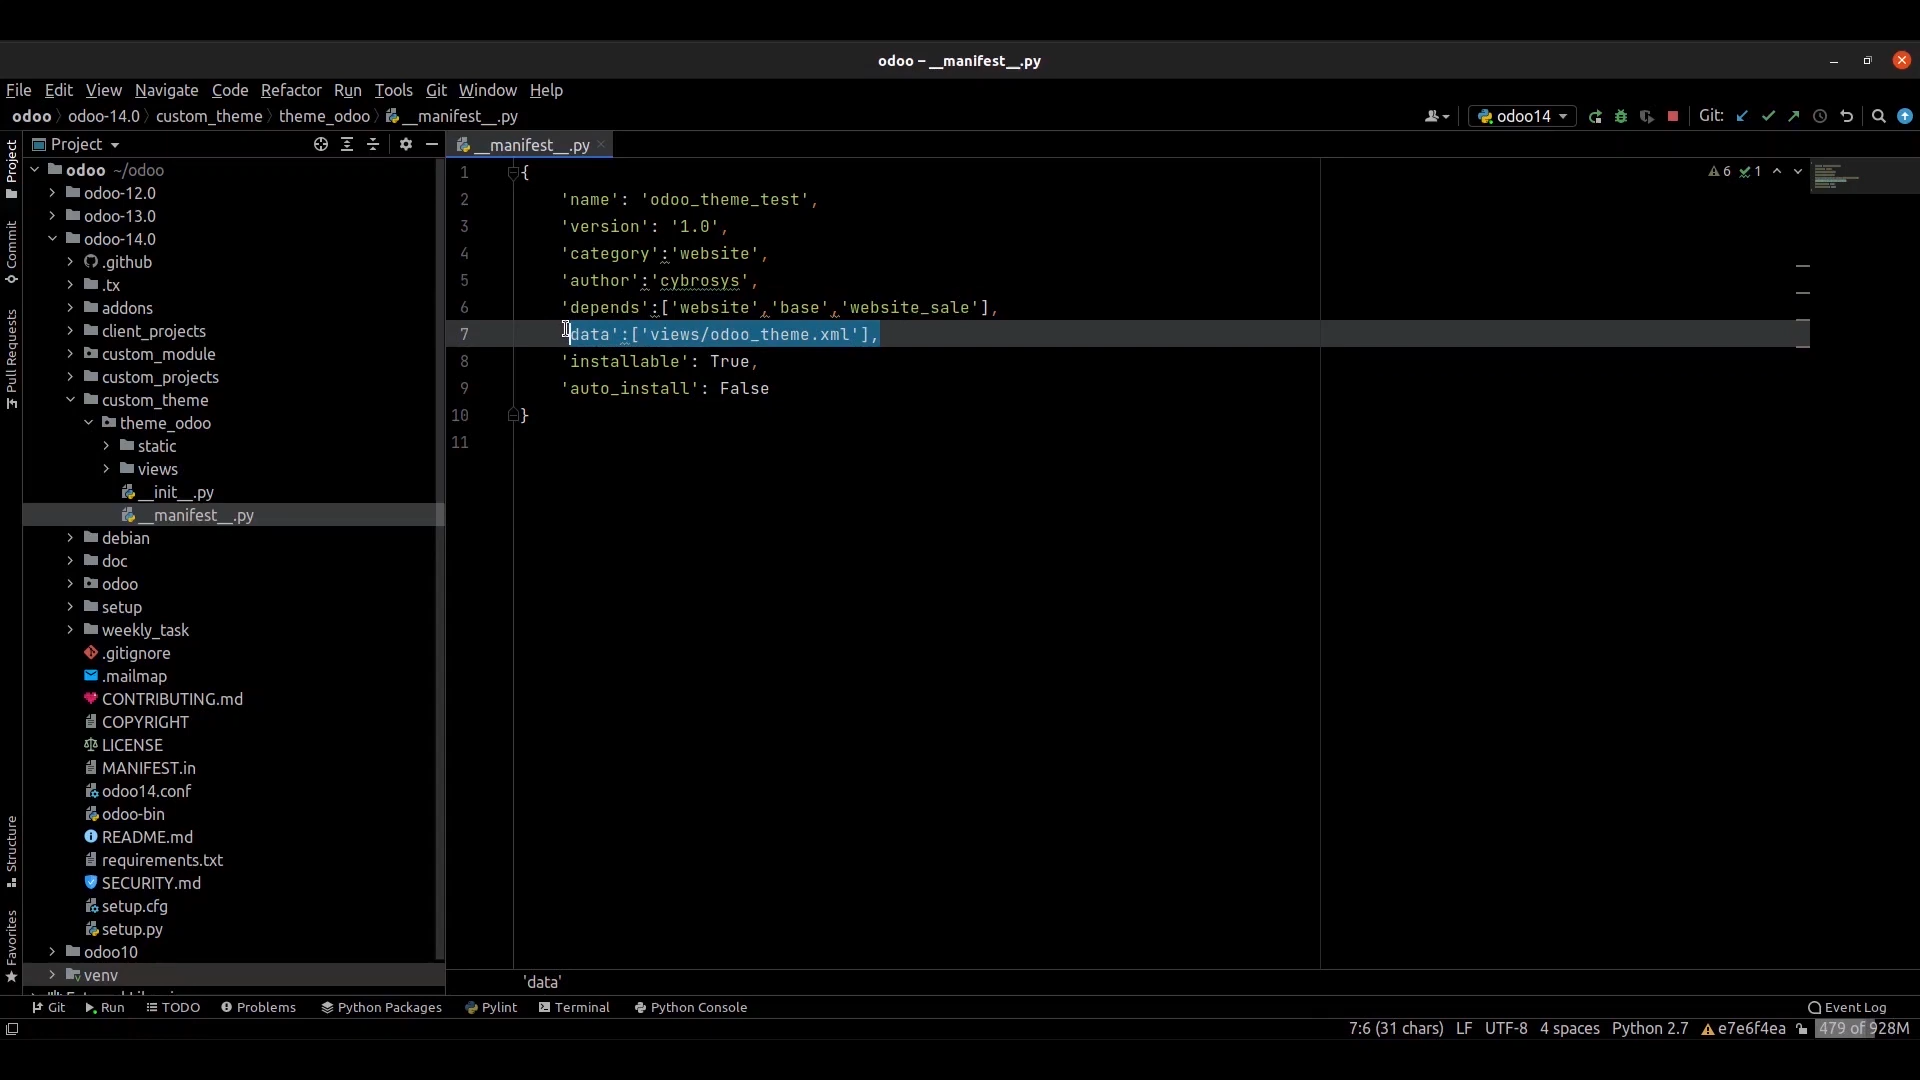 odoo – __manifest__.py
File Edit View Navigate Code Refactor Run Tools Git Window Help
odoo odoo-14.0 custom_theme theme_odoo __manifest__.py odoo14 Git:
Project
__manifest__.py
Project
Commit
Pull Requests
Structure
Favorites
odoo ~/odoo
odoo-12.0
odoo-13.0
odoo-14.0
.github
.tx
addons
client_projects
custom_module
custom_projects
custom_theme
theme_odoo
static
views
__init__.py
__manifest__.py
debian
doc
odoo
setup
weekly_task
.gitignore
.mailmap
CONTRIBUTING.md
COPYRIGHT
LICENSE
MANIFEST.in
odoo14.conf
odoo-bin
README.md
requirements.txt
SECURITY.md
setup.cfg
setup.py
odoo10
venv
1 {
2 'name': 'odoo_theme_test',
3 'version': '1.0',
4 'category':'website',
5 'author':'cybrosys',
6 'depends':['website','base','website_sale'],
7 'data':['views/odoo_theme.xml'],
8 'installable': True,
9 'auto_install': False
10 }
11
6 1
'data'
Git Run TODO Problems Python Packages Pylint Terminal Python Console Event Log
7:6 (31 chars) LF UTF-8 4 spaces Python 2.7 e7e6f4ea 479 of 928M